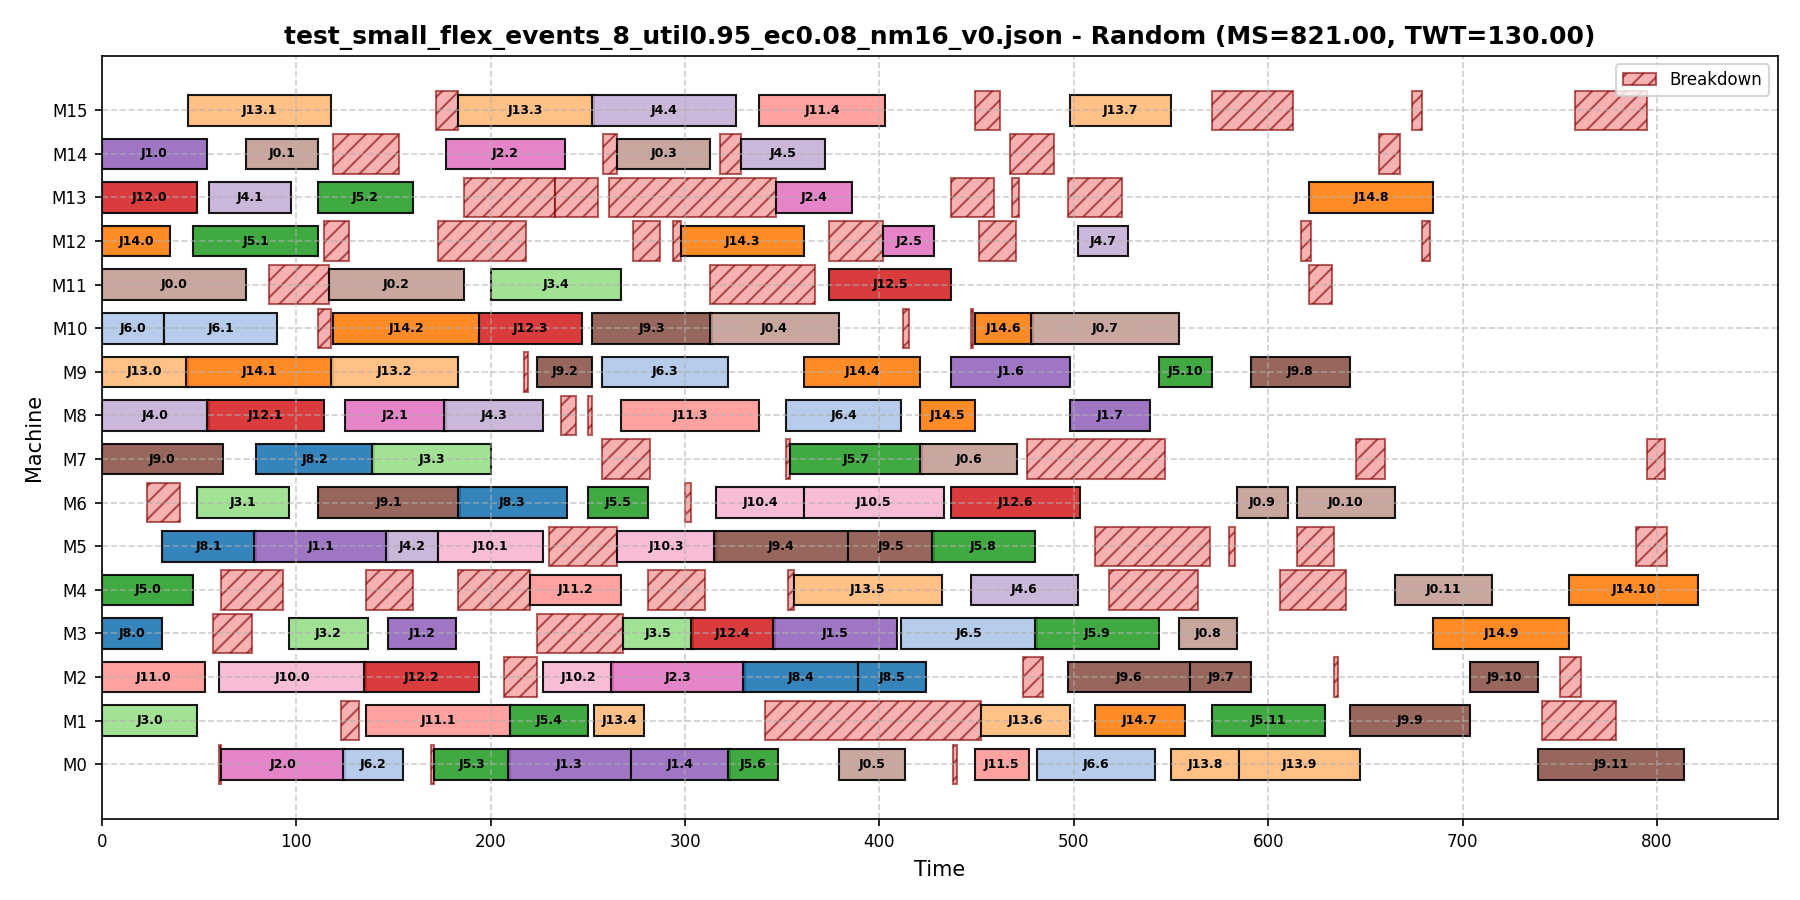 test_small_flex_events_8_util0.95_ec0.08_nm16_v0.json - Random (MS=821.00, TWT=130.00)
Breakdown
M15 J13.1 J13.3 J4.4 J11.4 J13.7
M14 J1.0 J0.1 J2.2 J0.3 J4.5
M13 J12.0 J4.1 J5.2 J2.4 J14.8
M12 J14.0 J5.1 J14.3 J2.5 J4.7
M11 J0.0 J0.2 J3.4 J12.5
M10 J6.0 J6.1 J14.2 J12.3 J9.3 J0.4 J14.6 J0.7
M9 J13.0 J14.1 J13.2 J9.2 J6.3 J14.4 J1.6 J5.10 J9.8
M8 J4.0 J12.1 J2.1 J4.3 J11.3 J6.4 J14.5 J1.7
M7 J9.0 J8.2 J3.3 J5.7 J0.6
M6 J3.1 J9.1 J8.3 J5.5 J10.4 J10.5 J12.6 J0.9 J0.10
M5 J8.1 J1.1 J4.2 J10.1 J10.3 J9.4 J9.5 J5.8
M4 J5.0 J11.2 J13.5 J4.6 J0.11 J14.10
M3 J8.0 J3.2 J1.2 J3.5 J12.4 J1.5 J6.5 J5.9 J0.8 J14.9
M2 J11.0 J10.0 J12.2 J10.2 J2.3 J8.4 J8.5 J9.6 J9.7 J9.10
M1 J3.0 J11.1 J5.4 J13.4 J13.6 J14.7 J5.11 J9.9
M0 J2.0 J6.2 J5.3 J1.3 J1.4 J5.6 J0.5 J11.5 J6.6 J13.8 J13.9 J9.11
0 100 200 300 400 500 600 700 800
Time
Machine